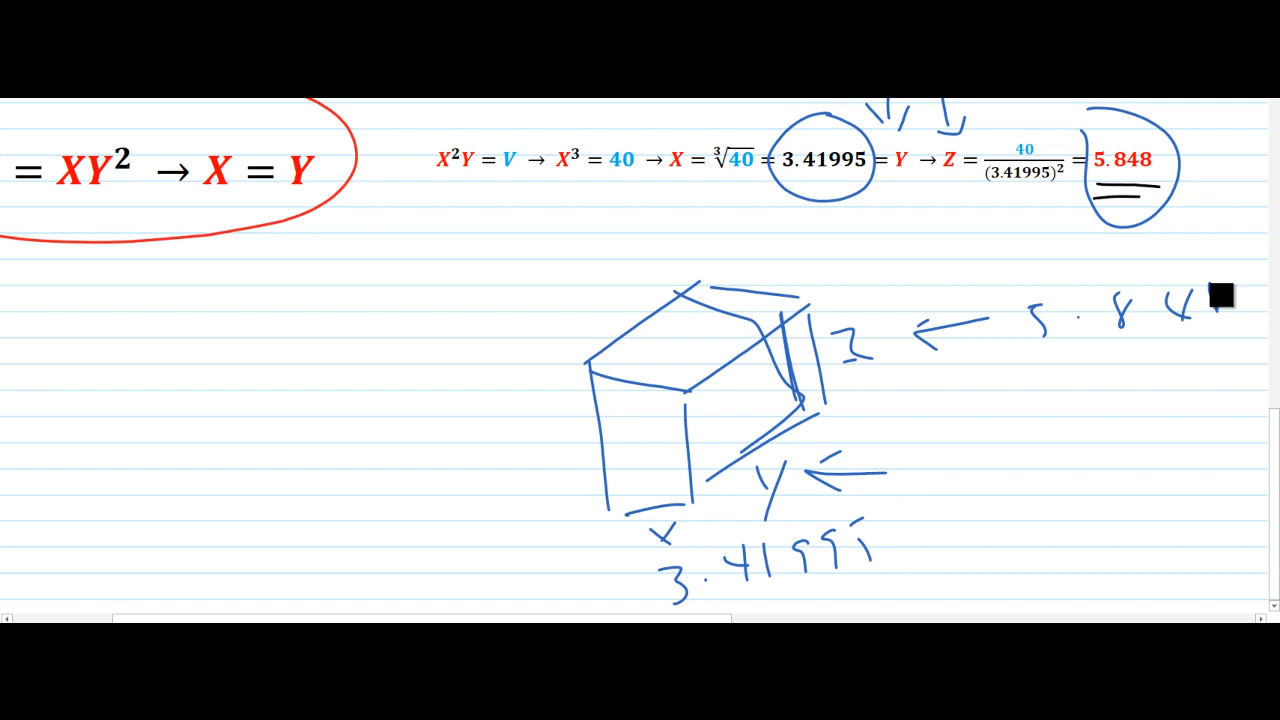 = XY² → X = Y
X²Y = V → X³ = 40 → X = ∛40 = 3.41995 = Y → Z = 40/(3.41995)² = 5.848
Z ← 5.84
Y ←
X
3.41995